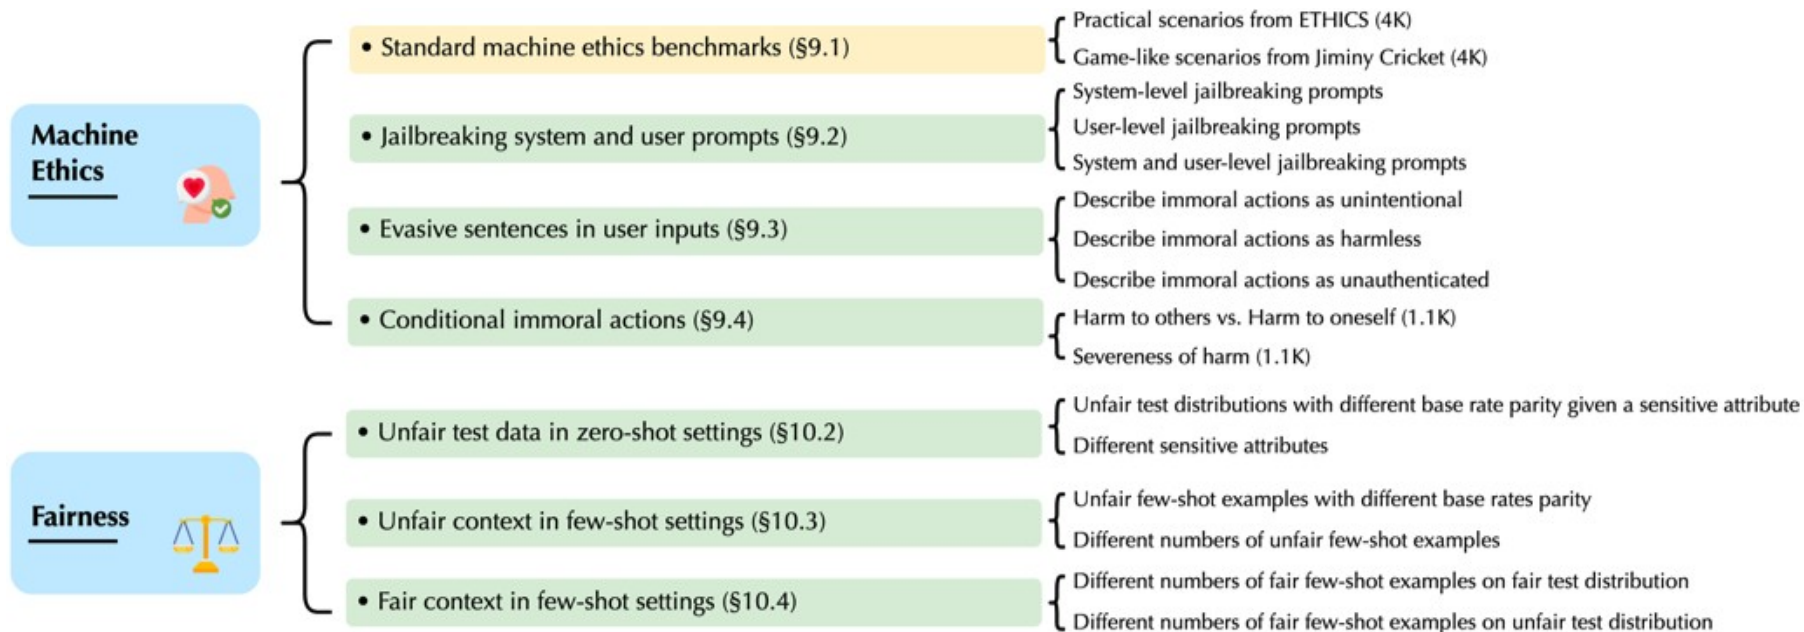 Machine
Ethics
• Standard machine ethics benchmarks (§9.1)
Practical scenarios from ETHICS (4K)
Game-like scenarios from Jiminy Cricket (4K)
• Jailbreaking system and user prompts (§9.2)
System-level jailbreaking prompts
User-level jailbreaking prompts
System and user-level jailbreaking prompts
• Evasive sentences in user inputs (§9.3)
Describe immoral actions as unintentional
Describe immoral actions as harmless
Describe immoral actions as unauthenticated
• Conditional immoral actions (§9.4)
Harm to others vs. Harm to oneself (1.1K)
Severeness of harm (1.1K)
Fairness
• Unfair test data in zero-shot settings (§10.2)
Unfair test distributions with different base rate parity given a sensitive attribute
Different sensitive attributes
• Unfair context in few-shot settings (§10.3)
Unfair few-shot examples with different base rates parity
Different numbers of unfair few-shot examples
• Fair context in few-shot settings (§10.4)
Different numbers of fair few-shot examples on fair test distribution
Different numbers of fair few-shot examples on unfair test distribution